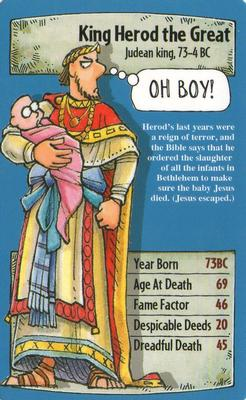 King Herod the Great
Judean king, 73-4 BC
OH BOY!
Herod's last years were
a reign of terror, and
the Bible says that he
ordered the slaughter
of all the infants in
Bethlehem to make
sure the baby Jesus
died. (Jesus escaped.)
Year Born 73BC
Age At Death 69
Fame Factor 46
Despicable Deeds 20
Dreadful Death 45